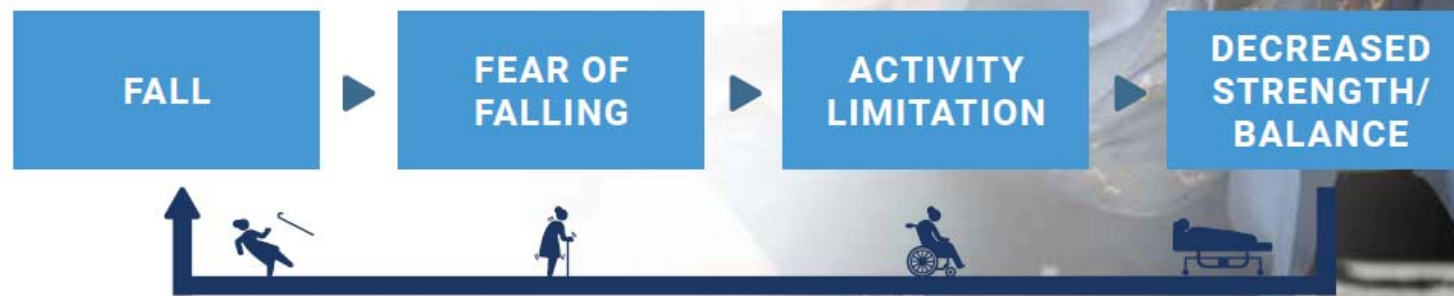 FALL
FEAR OF
FALLING
ACTIVITY
LIMITATION
DECREASED
STRENGTH/
BALANCE